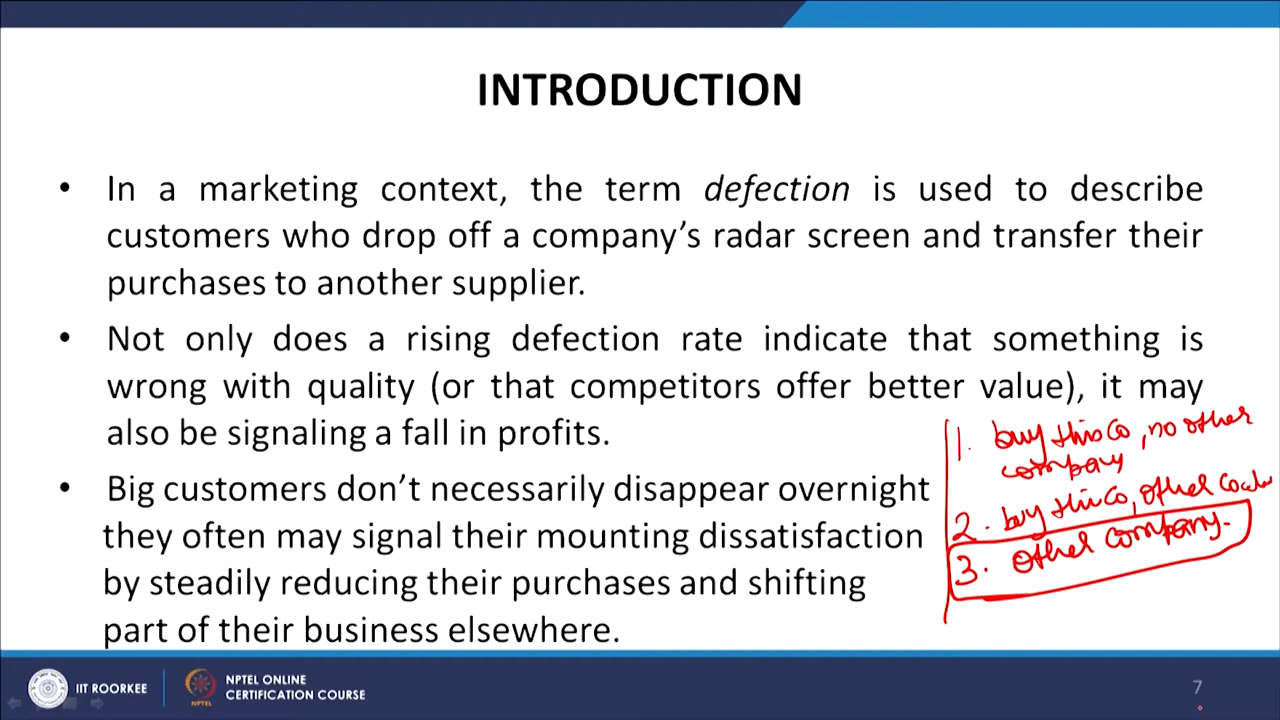 INTRODUCTION
• In a marketing context, the term defection is used to describe
customers who drop off a company's radar screen and transfer their
purchases to another supplier.
• Not only does a rising defection rate indicate that something is
wrong with quality (or that competitors offer better value), it may
also be signaling a fall in profits.
• Big customers don't necessarily disappear overnight
they often may signal their mounting dissatisfaction
by steadily reducing their purchases and shifting
part of their business elsewhere.
1. buy this Co, no other
company
2. buy this Co, other
3. other company.
IIT ROORKEE
NPTEL
NPTEL ONLINE
CERTIFICATION COURSE
7